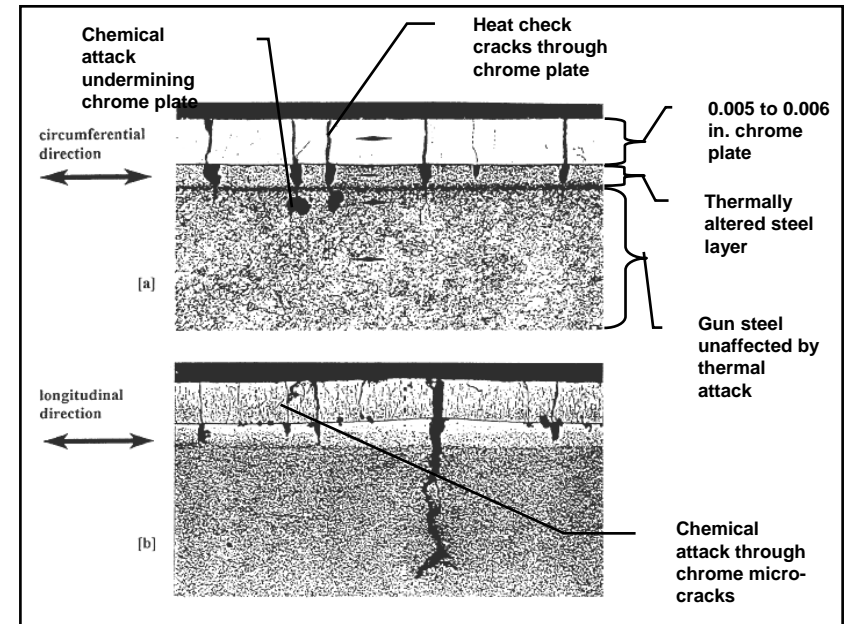 Chemical
attack
undermining
chrome plate
Heat check
cracks through
chrome plate
circumferential
direction
0.005 to 0.006
in. chrome
plate
Thermally
altered steel
layer
[a]
Gun steel
unaffected by
thermal
attack
longitudinal
direction
[b]
Chemical
attack through
chrome micro-
cracks